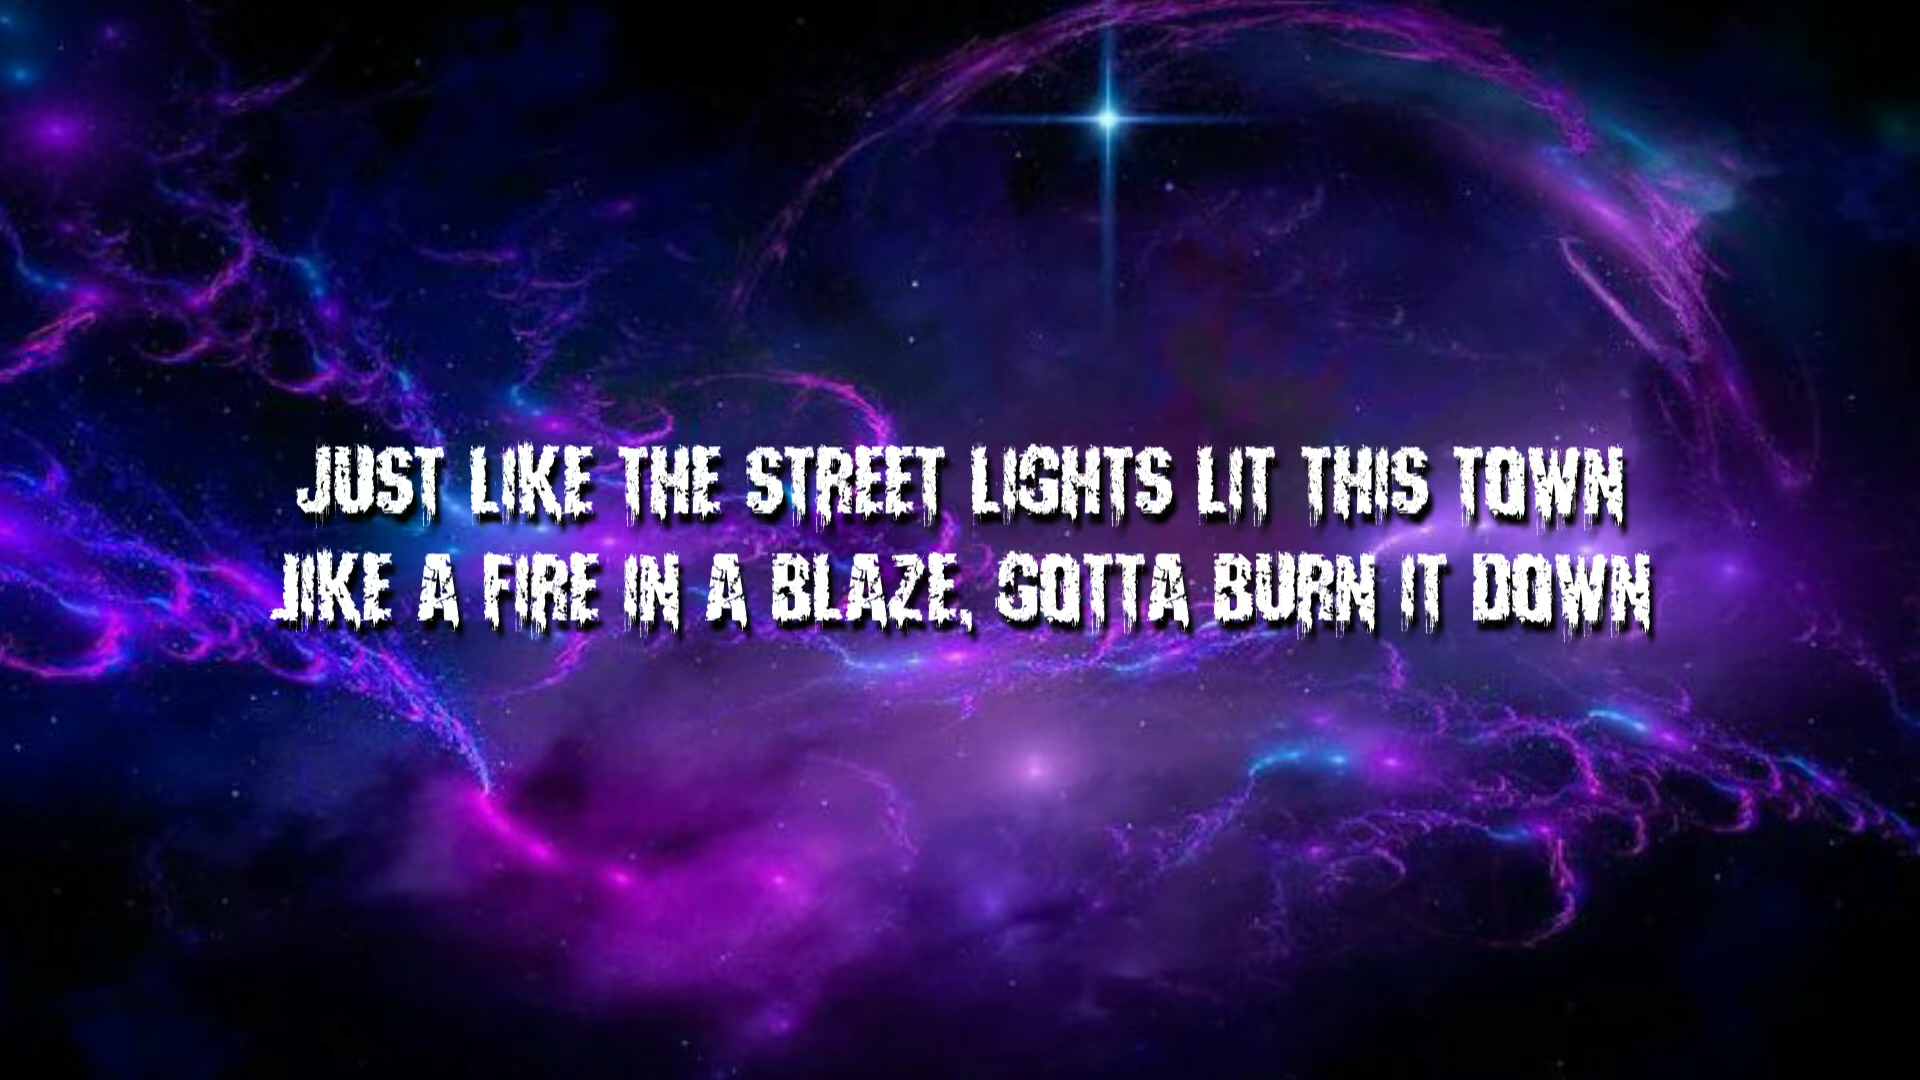 JUST LIKE THE STREET LIGHTS LIT THIS TOWN
JIKE A FIRE IN A BLAZE, GOTTA BURN IT DOWN